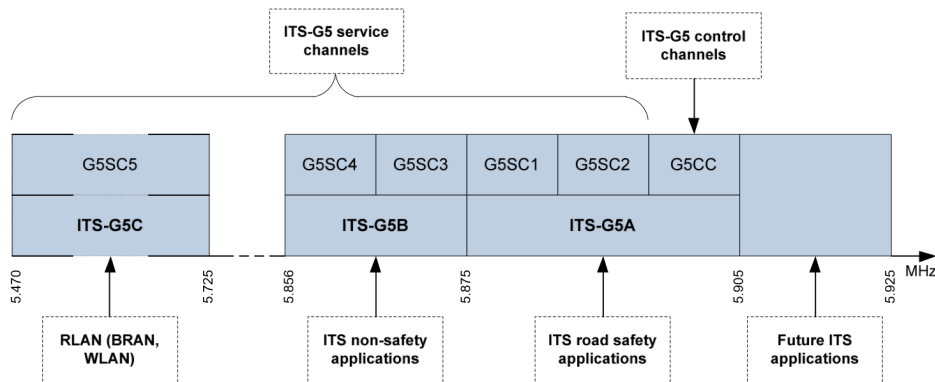 ITS-G5 service
channels
ITS-G5 control
channels
G5SC5
G5SC4
G5SC3
G5SC1
G5SC2
G5CC
ITS-G5C
ITS-G5B
ITS-G5A
5.470
5.725
5.856
5.875
5.905
5.925
MHz
RLAN (BRAN,
WLAN)
ITS non-safety
applications
ITS road safety
applications
Future ITS
applications